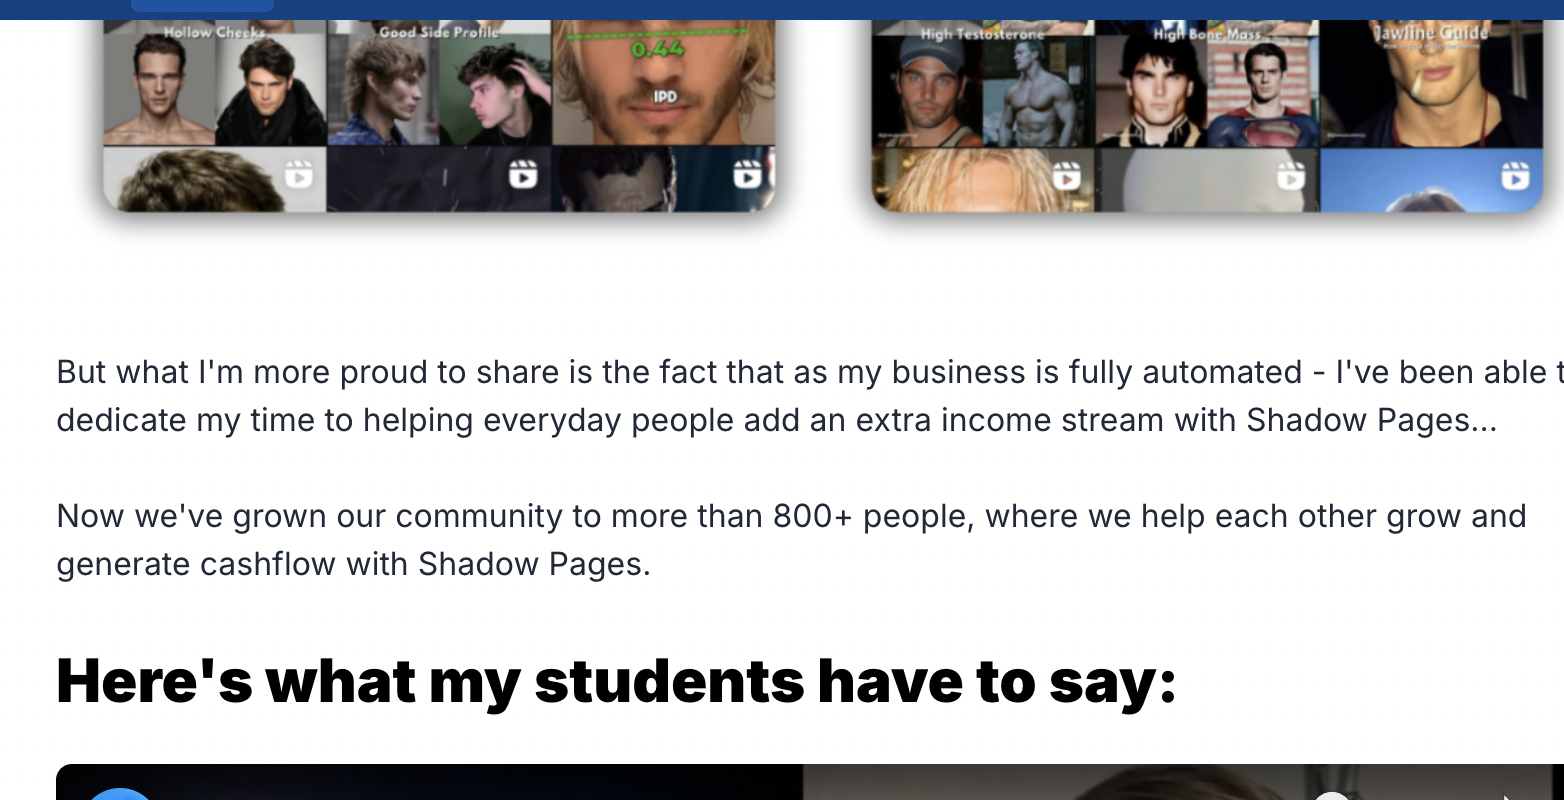 Hollow Cheeks
Good Side Profile
0.44
IPD
High Testosterone
High Bone Mass
Jawline Guide
But what I'm more proud to share is the fact that as my business is fully automated - I've been able
dedicate my time to helping everyday people add an extra income stream with Shadow Pages...
Now we've grown our community to more than 800+ people, where we help each other grow and
generate cashflow with Shadow Pages.
Here's what my students have to say: